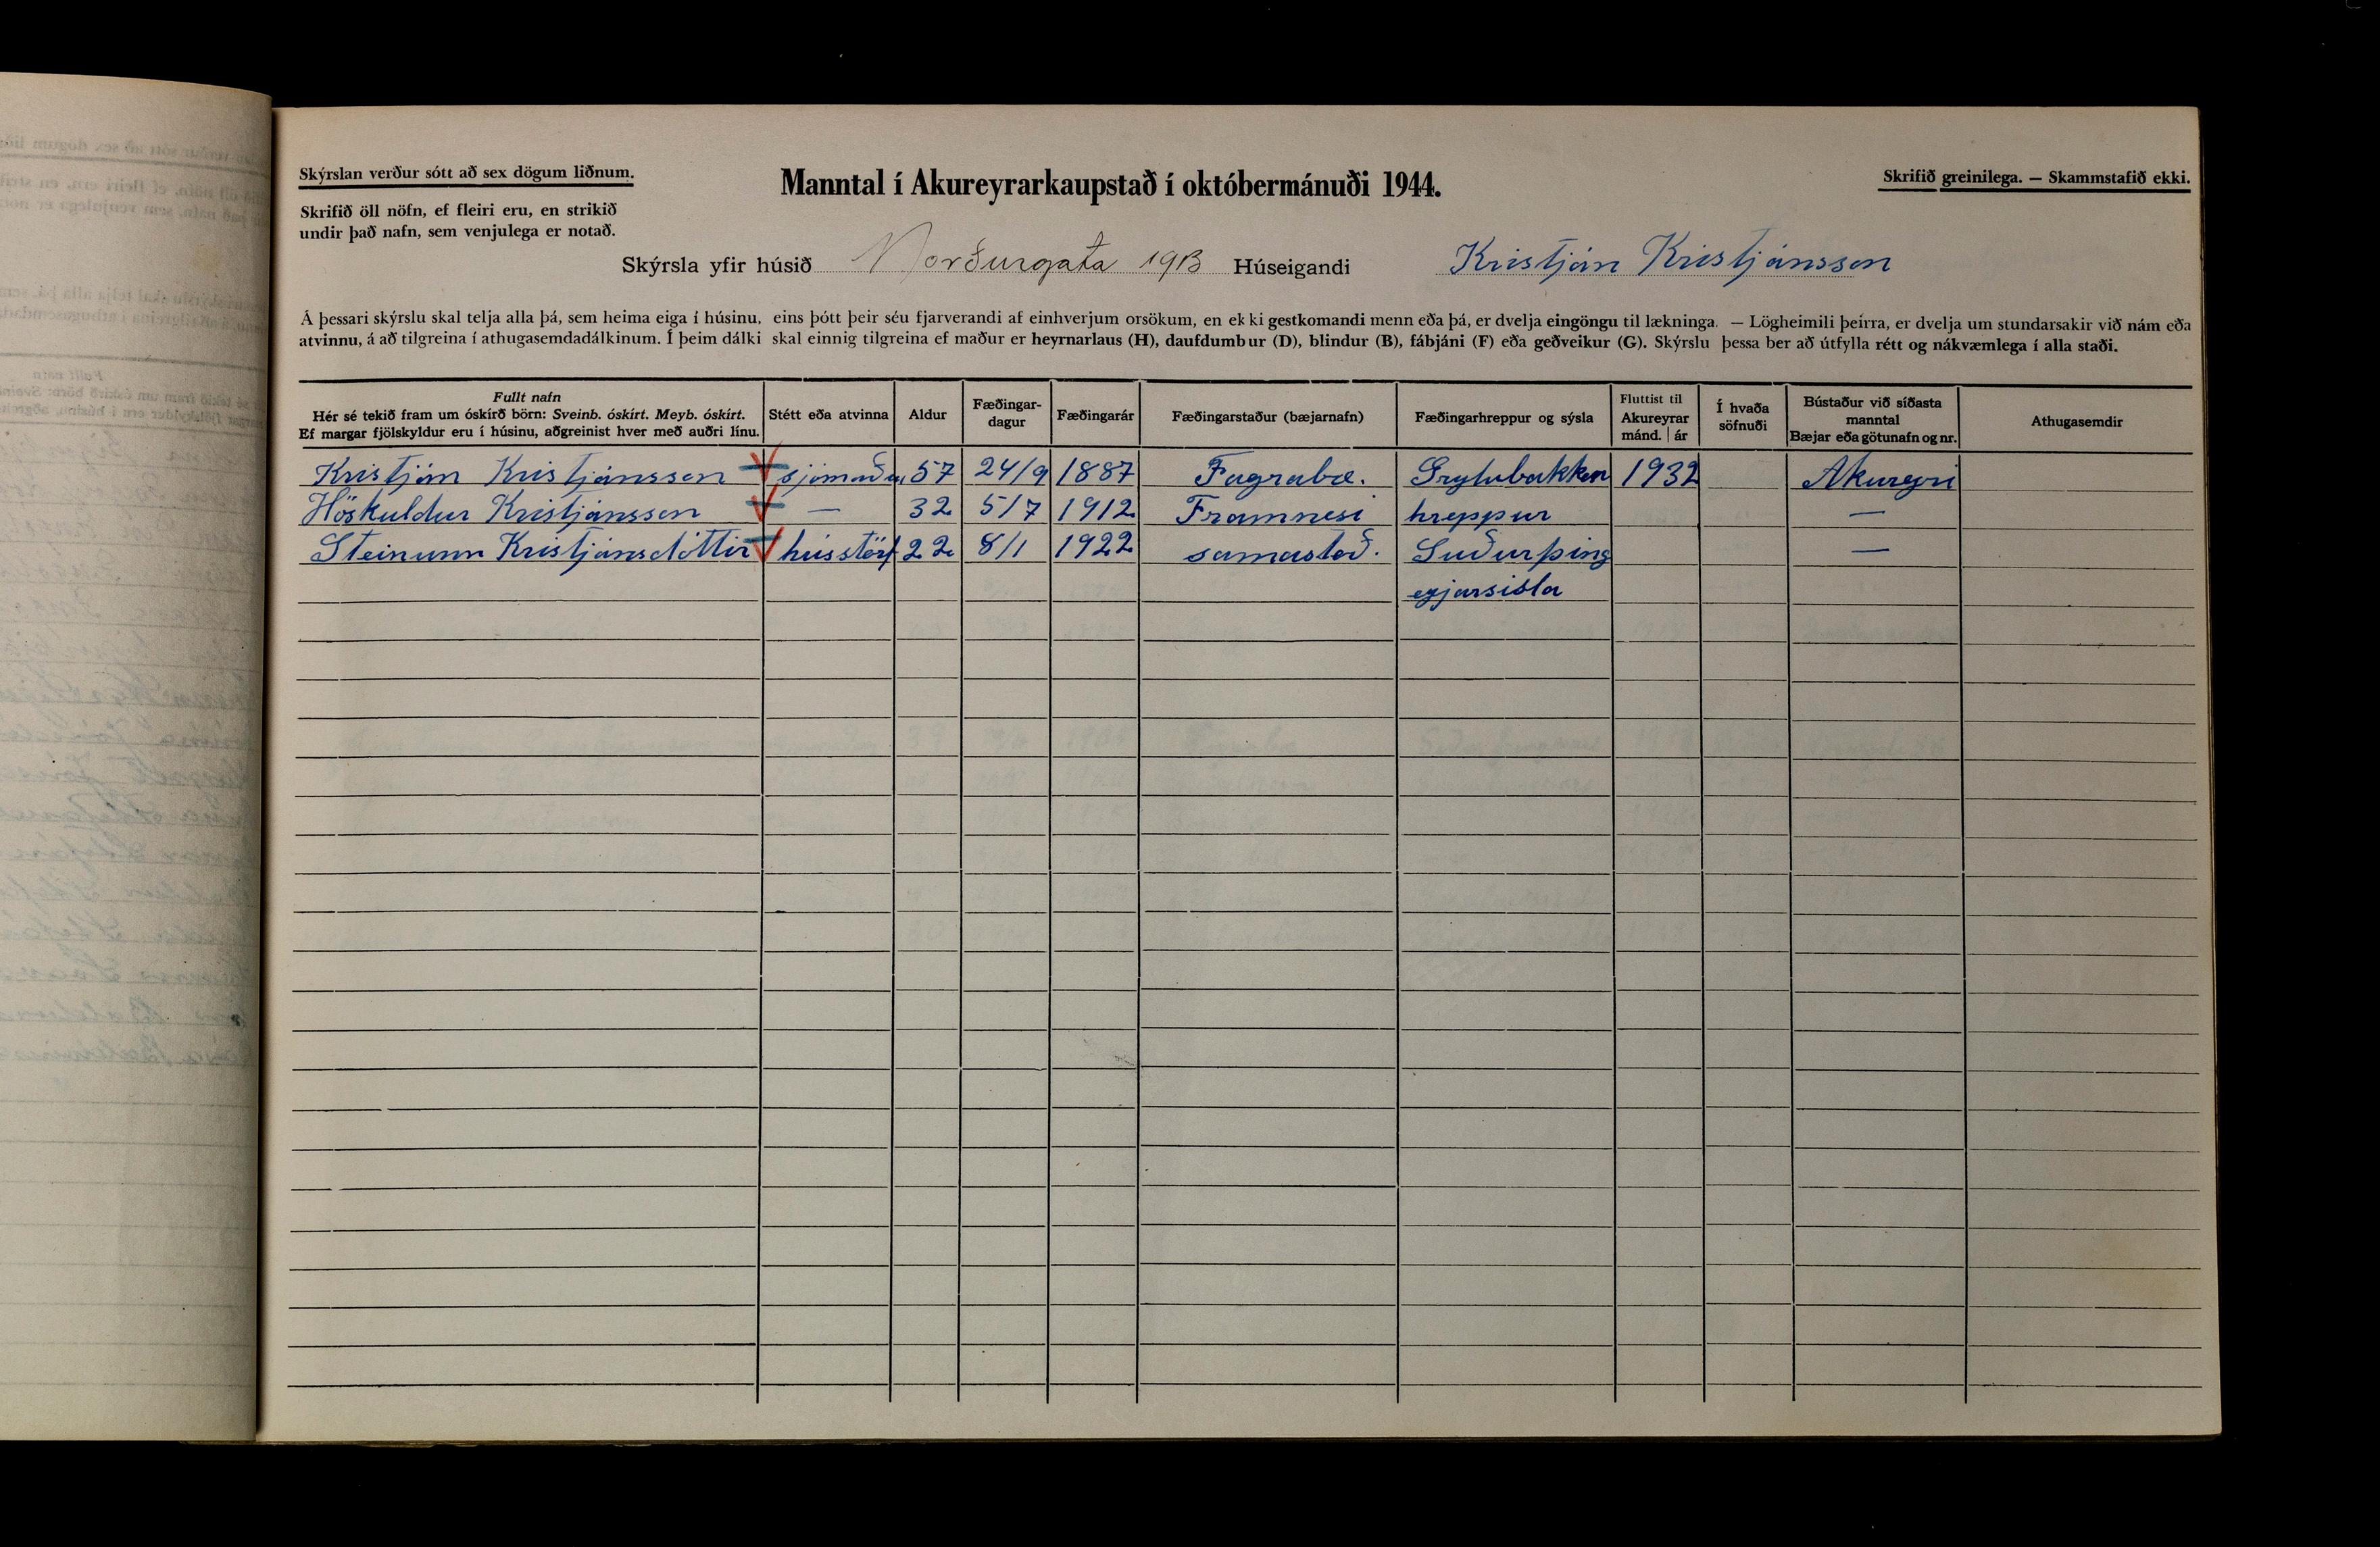 Skýrslan verður sótt að sex dögum liðnum.
Manntal í Akureyrarkaupstað í októbermánuði 1944.
Skrifið greinilega. — Skammstafið ekki.
Skrifið öll nöfn, ef fleiri eru, en strikið
undir það nafn, sem venjulega er notað.
Skýrsla yfir húsið Norðurgata 19B Húseigandi Kristján Kristjánsson
Á þessari skýrslu skal telja alla þá, sem heima eiga í húsinu, eins þótt þeir séu fjarverandi af einhverjum orsökum, en ekki gestkomandi menn eða þá, er dvelja eingöngu til lækninga. — Lögheimili þeirra, er dvelja um stundarsakir við nám eða
atvinnu, á að tilgreina í athugasemdadálkinum. Í þeim dálki skal einnig tilgreina ef maður er heyrnarlaus (H), daufdumbur (D), blindur (B), fábjáni (F) eða geðveikur (G). Skýrslu þessa ber að útfylla rétt og nákvæmlega í alla staði.
Fullt nafn
Hér sé tekið fram um óskírð börn: Sveinb. óskírt. Meyb. óskírt.
Ef margar fjölskyldur eru í húsinu, aðgreinist hver með auðri línu.
Stétt eða atvinna
Aldur
Fæðingar-
dagur
Fæðingarár
Fæðingarstaður (bæjarnafn)
Fæðingarhreppur og sýsla
Fluttist til
Akureyrar
mánd. | ár
Í hvaða
söfnuði
Bústaður við síðasta
manntal
Bæjar eða götunafn og nr.
Athugasemdir
Kristján Kristjánsson sjómaður 57 24/9 1887 Fagrabæ. Grýtubakken 1932 Akureyri
Höskuldur Kristjánsson — 32 5/7 1912 Framnesi hreppur —
Steinunn Kristjánsdóttir hússtörf 22 8/1 1922 samastað. Suðurþing —
eyjarsísla